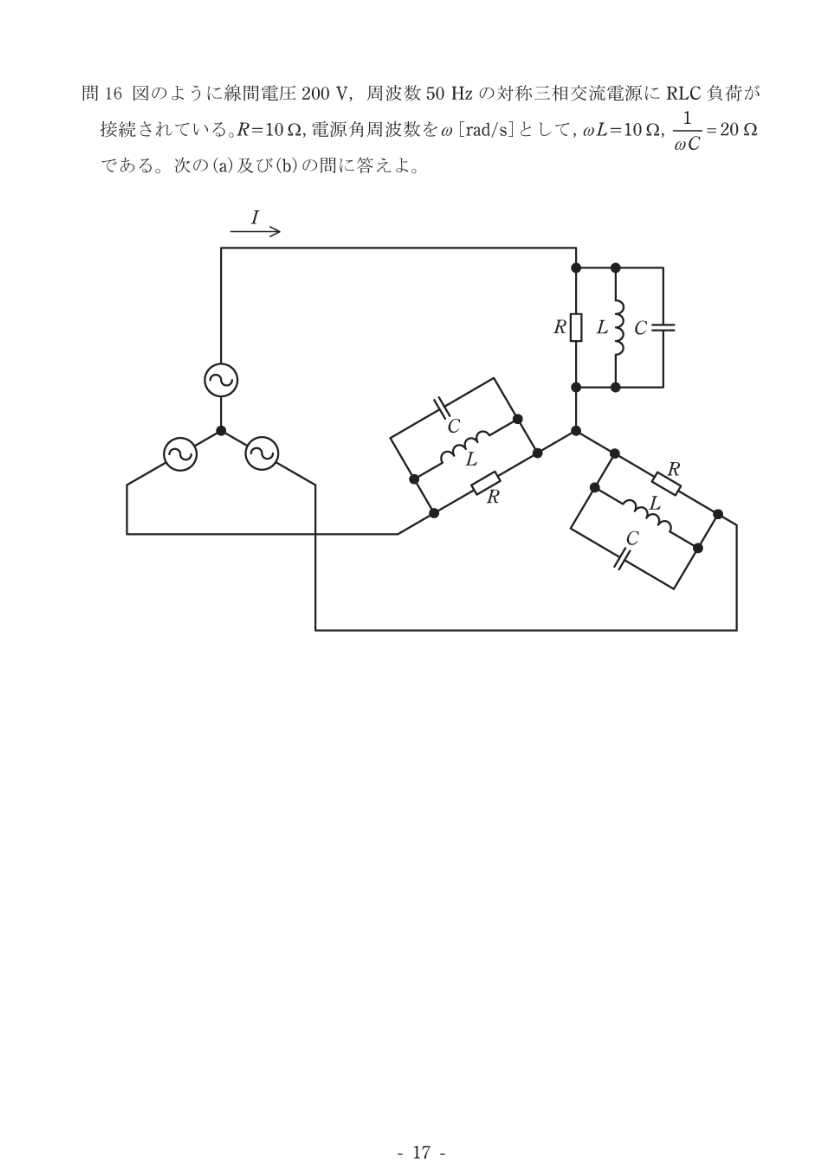 問 16 図のように線間電圧 200 V，周波数 50 Hz の対称三相交流電源に RLC 負荷が
接続されている。R=10 Ω, 電源角周波数をω [rad/s]として, ωL=10 Ω, 1/ωC=20 Ω
である。次の(a)及び(b)の問に答えよ。
I
R L C
C
L
R
R
L
C
- 17 -